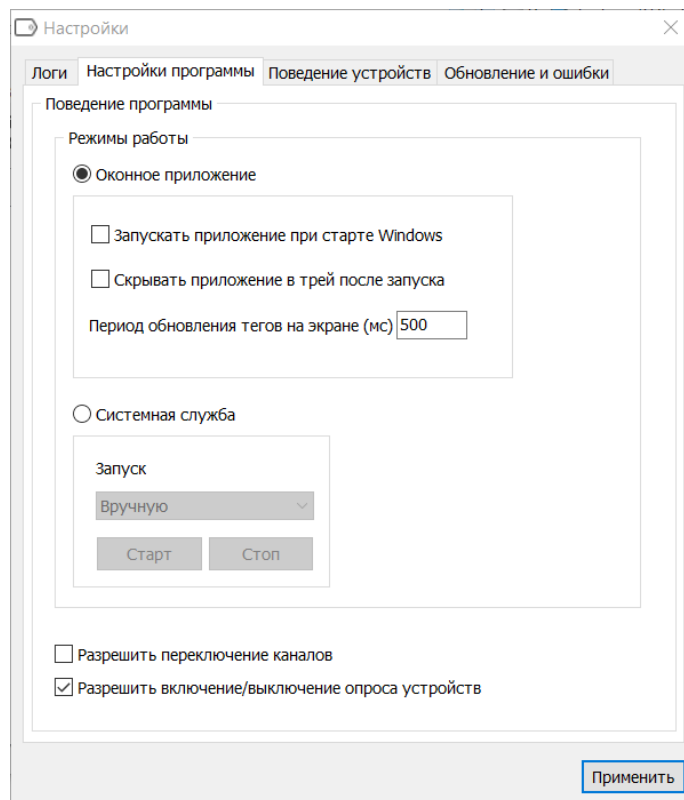 Настройки
Логи Настройки программы Поведение устройств Обновление и ошибки
Поведение программы
Режимы работы
Оконное приложение
Запускать приложение при старте Windows
Скрывать приложение в трей после запуска
Период обновления тегов на экране (мс) 500
Системная служба
Запуск
Вручную
Старт Стоп
Разрешить переключение каналов
Разрешить включение/выключение опроса устройств
Применить